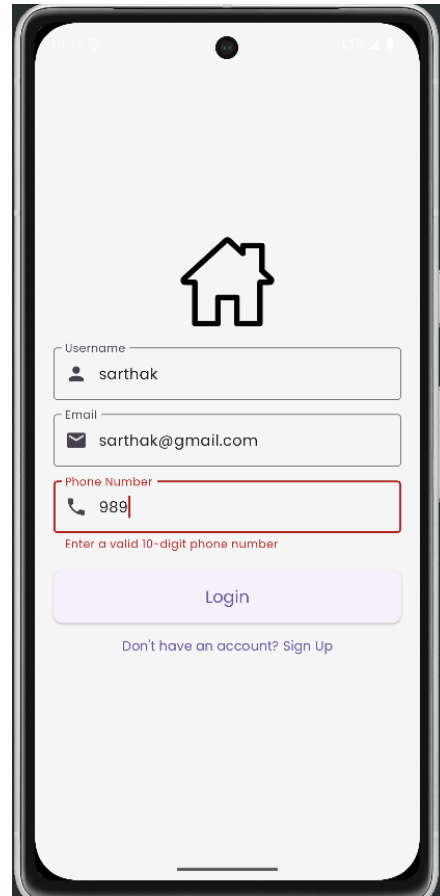 LTE
Username
sarthak
Email
sarthak@gmail.com
Phone Number
989
Enter a valid 10-digit phone number
Login
Don't have an account? Sign Up